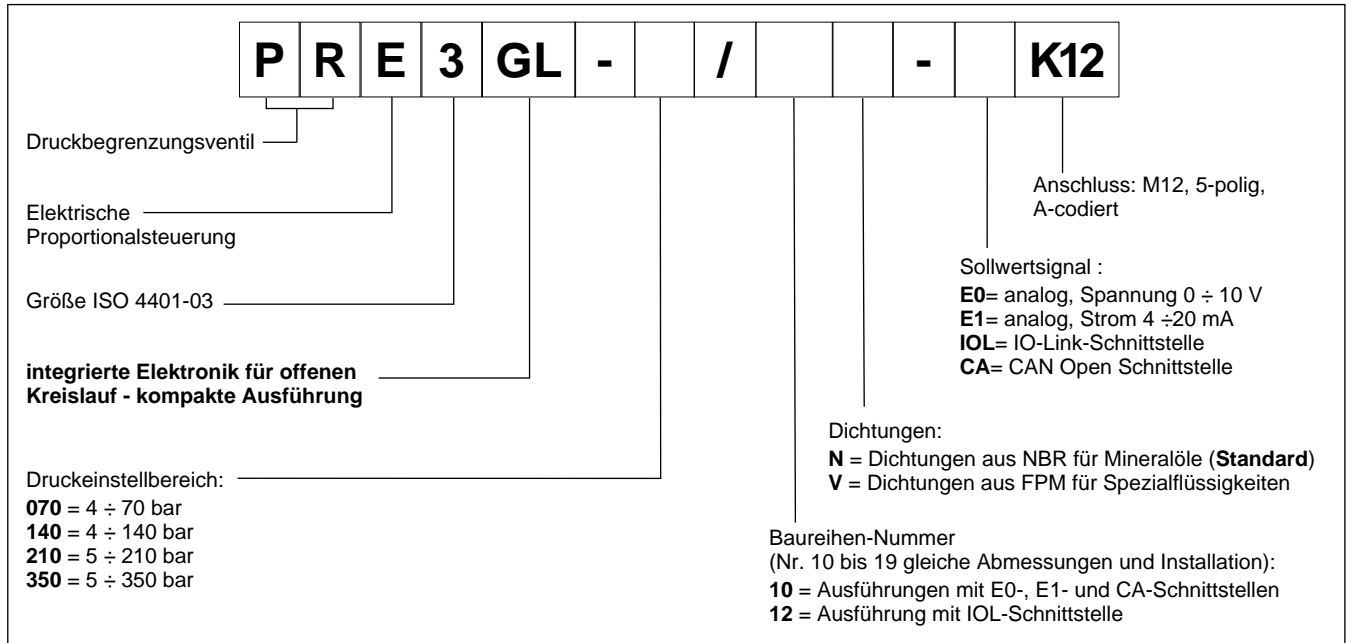 P R E 3 GL - / - K12
Druckbegrenzungsventil
Elektrische
Proportionalsteuerung
Größe ISO 4401-03
integrierte Elektronik für offenen
Kreislauf - kompakte Ausführung
Druckeinstellbereich:
070 = 4 ÷ 70 bar
140 = 4 ÷ 140 bar
210 = 5 ÷ 210 bar
350 = 5 ÷ 350 bar
Anschluss: M12, 5-polig,
A-codiert
Sollwertsignal :
E0= analog, Spannung 0 ÷ 10 V
E1= analog, Strom 4 ÷20 mA
IOL= IO-Link-Schnittstelle
CA= CAN Open Schnittstelle
Dichtungen:
N = Dichtungen aus NBR für Mineralöle (Standard)
V = Dichtungen aus FPM für Spezialflüssigkeiten
Baureihen-Nummer
(Nr. 10 bis 19 gleiche Abmessungen und Installation):
10 = Ausführungen mit E0-, E1- und CA-Schnittstellen
12 = Ausführung mit IOL-Schnittstelle